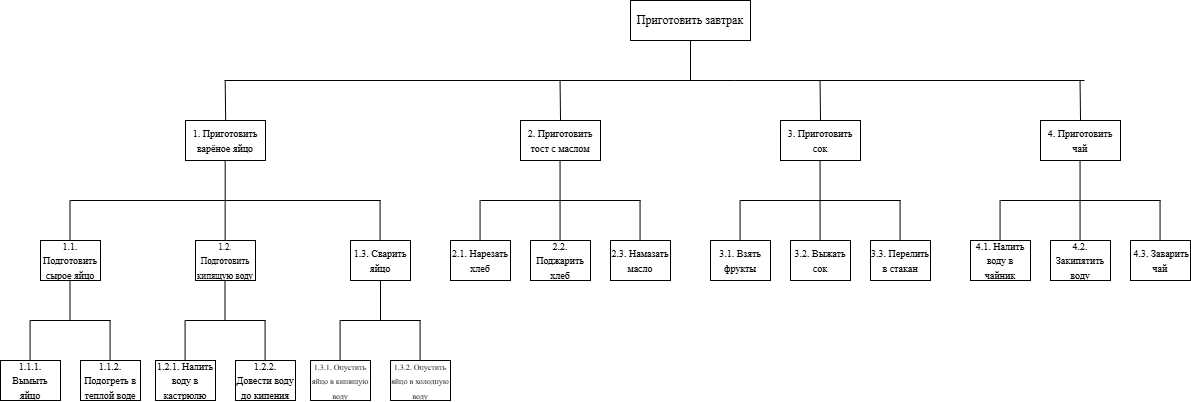 Приготовить завтрак
1. Приготовить
варёное яйцо
2. Приготовить
тост с маслом
3. Приготовить
сок
4. Приготовить
чай
1.1.
Подготовить
сырое яйцо
1.2.
Подготовить
кипящую воду
1.3. Сварить
яйцо
2.1. Нарезать
хлеб
2.2.
Поджарить
хлеб
2.3. Намазать
масло
3.1. Взять
фрукты
3.2. Выжать
сок
3.3. Перелить
в стакан
4.1. Налить
воду в
чайник
4.2.
Закипятить
воду
4.3. Заварить
чай
1.1.1.
Вымыть
яйцо
1.1.2.
Подогреть в
теплой воде
1.2.1. Налить
воду в
кастрюлю
1.2.2.
Довести воду
до кипения
1.3.1. Опустить
яйцо в кипящую
воду
1.3.2. Опустить
яйцо в холодную
воду